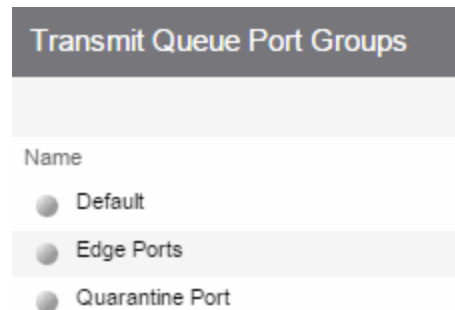 Transmit Queue Port Groups
Name
Default
Edge Ports
Quarantine Port